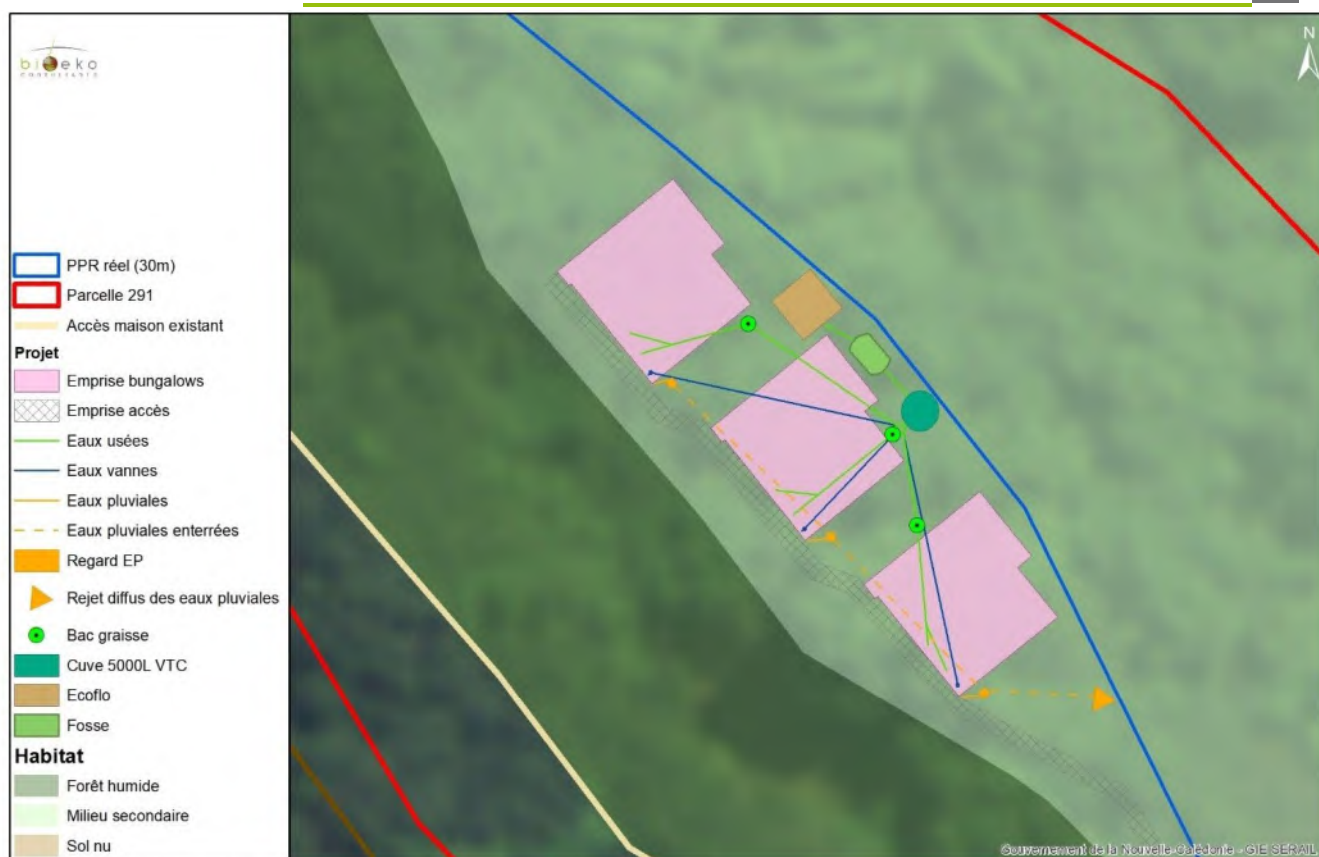 bioeko
CONSULTANTS
N
PPR réel (30m)
Parcelle 291
Accès maison existant
Projet
Emprise bungalows
Emprise accès
Eaux usées
Eaux vannes
Eaux pluviales
Eaux pluviales enterrées
Regard EP
Rejet diffus des eaux pluviales
Bac graisse
Cuve 5000L VTC
Ecoflo
Fosse
Habitat
Forêt humide
Milieu secondaire
Sol nu
Gouvernement de la Nouvelle-Calédonie - GIE SERAIL